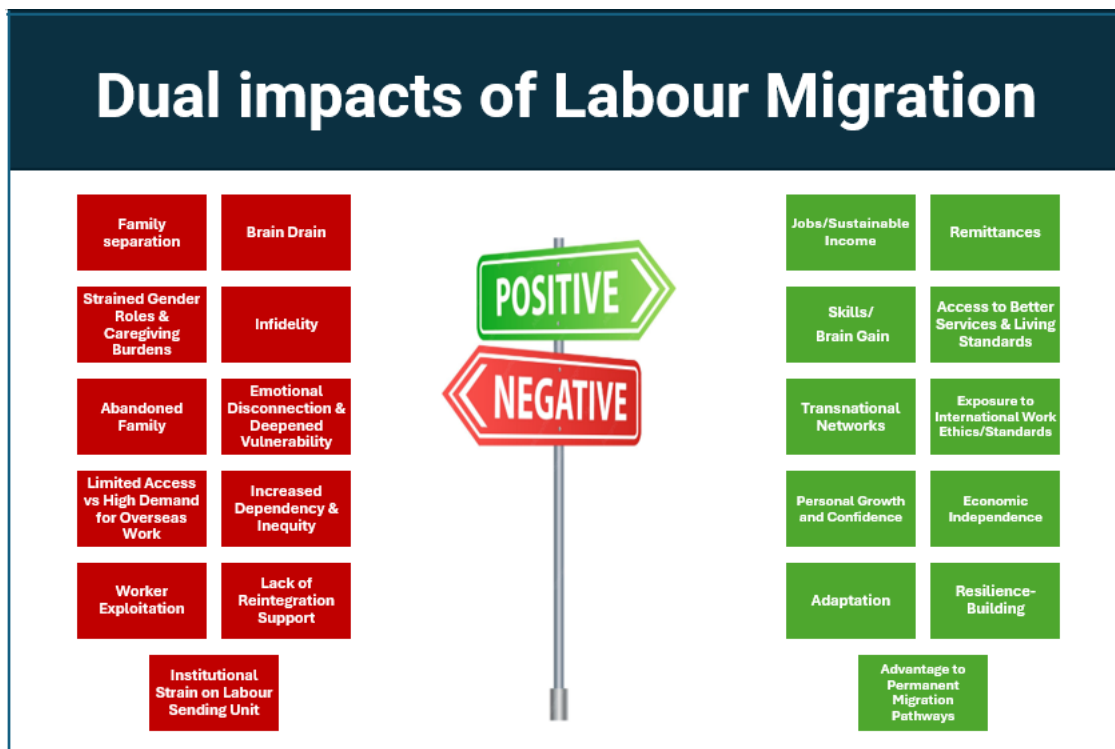 Dual impacts of Labour Migration
Family
separation
Brain Drain
Strained Gender
Roles &
Caregiving
Burdens
Infidelity
Abandoned
Family
Emotional
Disconnection &
Deepened
Vulnerability
Limited Access
vs High Demand
for Overseas
Work
Increased
Dependency &
Inequity
Worker
Exploitation
Lack of
Reintegration
Support
Institutional
Strain on Labour
Sending Unit
POSITIVE
NEGATIVE
Jobs/Sustainable
Income
Remittances
Skills/
Brain Gain
Access to Better
Services & Living
Standards
Transnational
Networks
Exposure to
International Work
Ethics/Standards
Personal Growth
and Confidence
Economic
Independence
Adaptation
Resilience-
Building
Advantage to
Permanent
Migration
Pathways